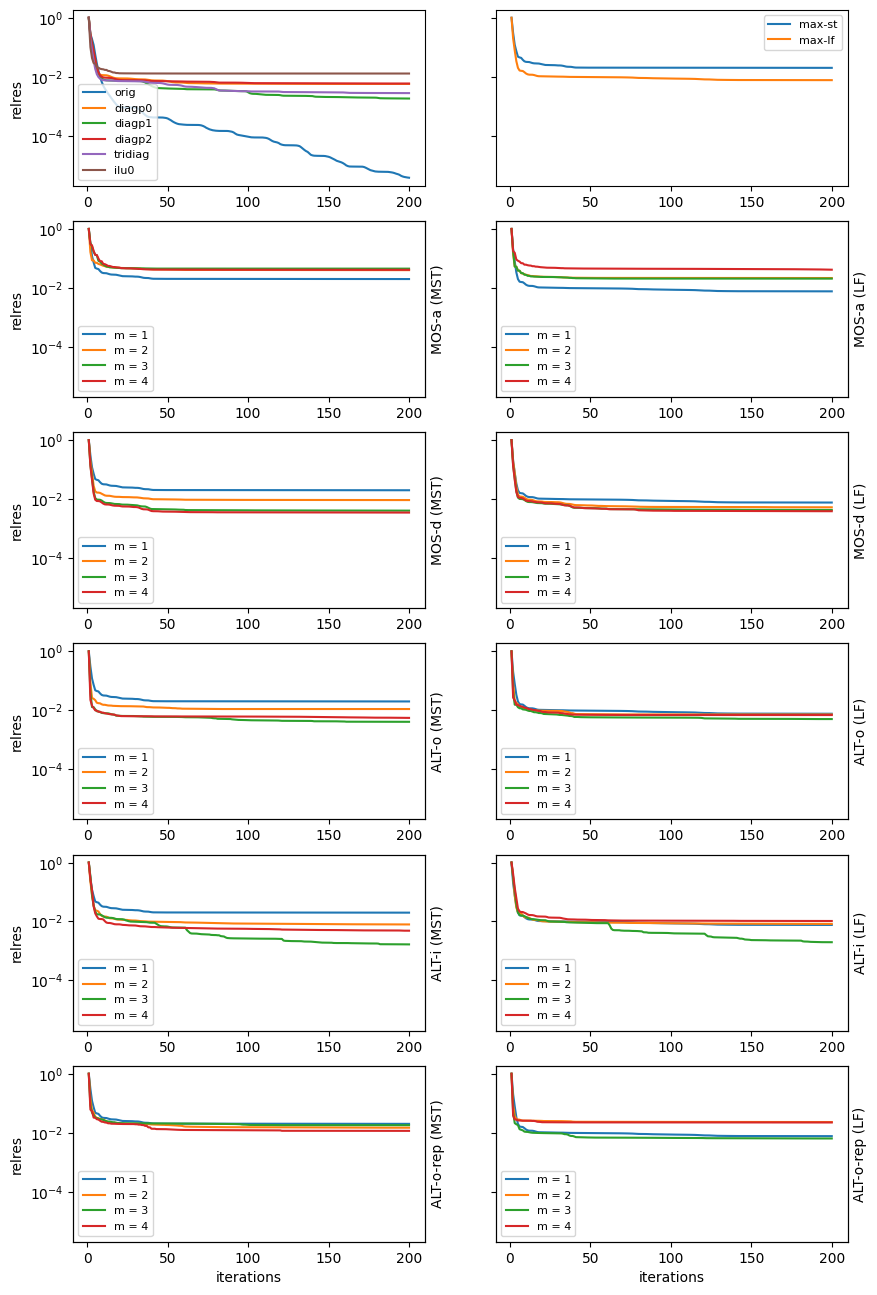 relres
10^0
10^-2
10^-4
orig
diagp0
diagp1
diagp2
tridiag
ilu0
0 50 100 150 200
max-st
max-lf
0 50 100 150 200
relres
10^0
10^-2
10^-4
m = 1
m = 2
m = 3
m = 4
0 50 100 150 200
MOS-a (MST)
m = 1
m = 2
m = 3
m = 4
0 50 100 150 200
MOS-a (LF)
relres
10^0
10^-2
10^-4
m = 1
m = 2
m = 3
m = 4
0 50 100 150 200
MOS-d (MST)
m = 1
m = 2
m = 3
m = 4
0 50 100 150 200
MOS-d (LF)
relres
10^0
10^-2
10^-4
m = 1
m = 2
m = 3
m = 4
0 50 100 150 200
ALT-o (MST)
m = 1
m = 2
m = 3
m = 4
0 50 100 150 200
ALT-o (LF)
relres
10^0
10^-2
10^-4
m = 1
m = 2
m = 3
m = 4
0 50 100 150 200
ALT-i (MST)
m = 1
m = 2
m = 3
m = 4
0 50 100 150 200
ALT-i (LF)
relres
10^0
10^-2
10^-4
m = 1
m = 2
m = 3
m = 4
0 50 100 150 200
iterations
ALT-o-rep (MST)
m = 1
m = 2
m = 3
m = 4
0 50 100 150 200
iterations
ALT-o-rep (LF)